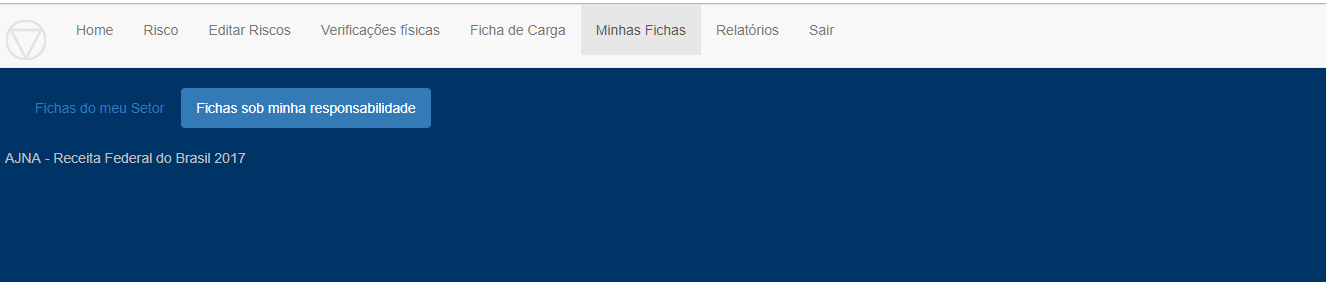 Home Risco Editar Riscos Verificações físicas Ficha de Carga Minhas Fichas Relatórios Sair
Fichas do meu Setor Fichas sob minha responsabilidade
AJNA - Receita Federal do Brasil 2017